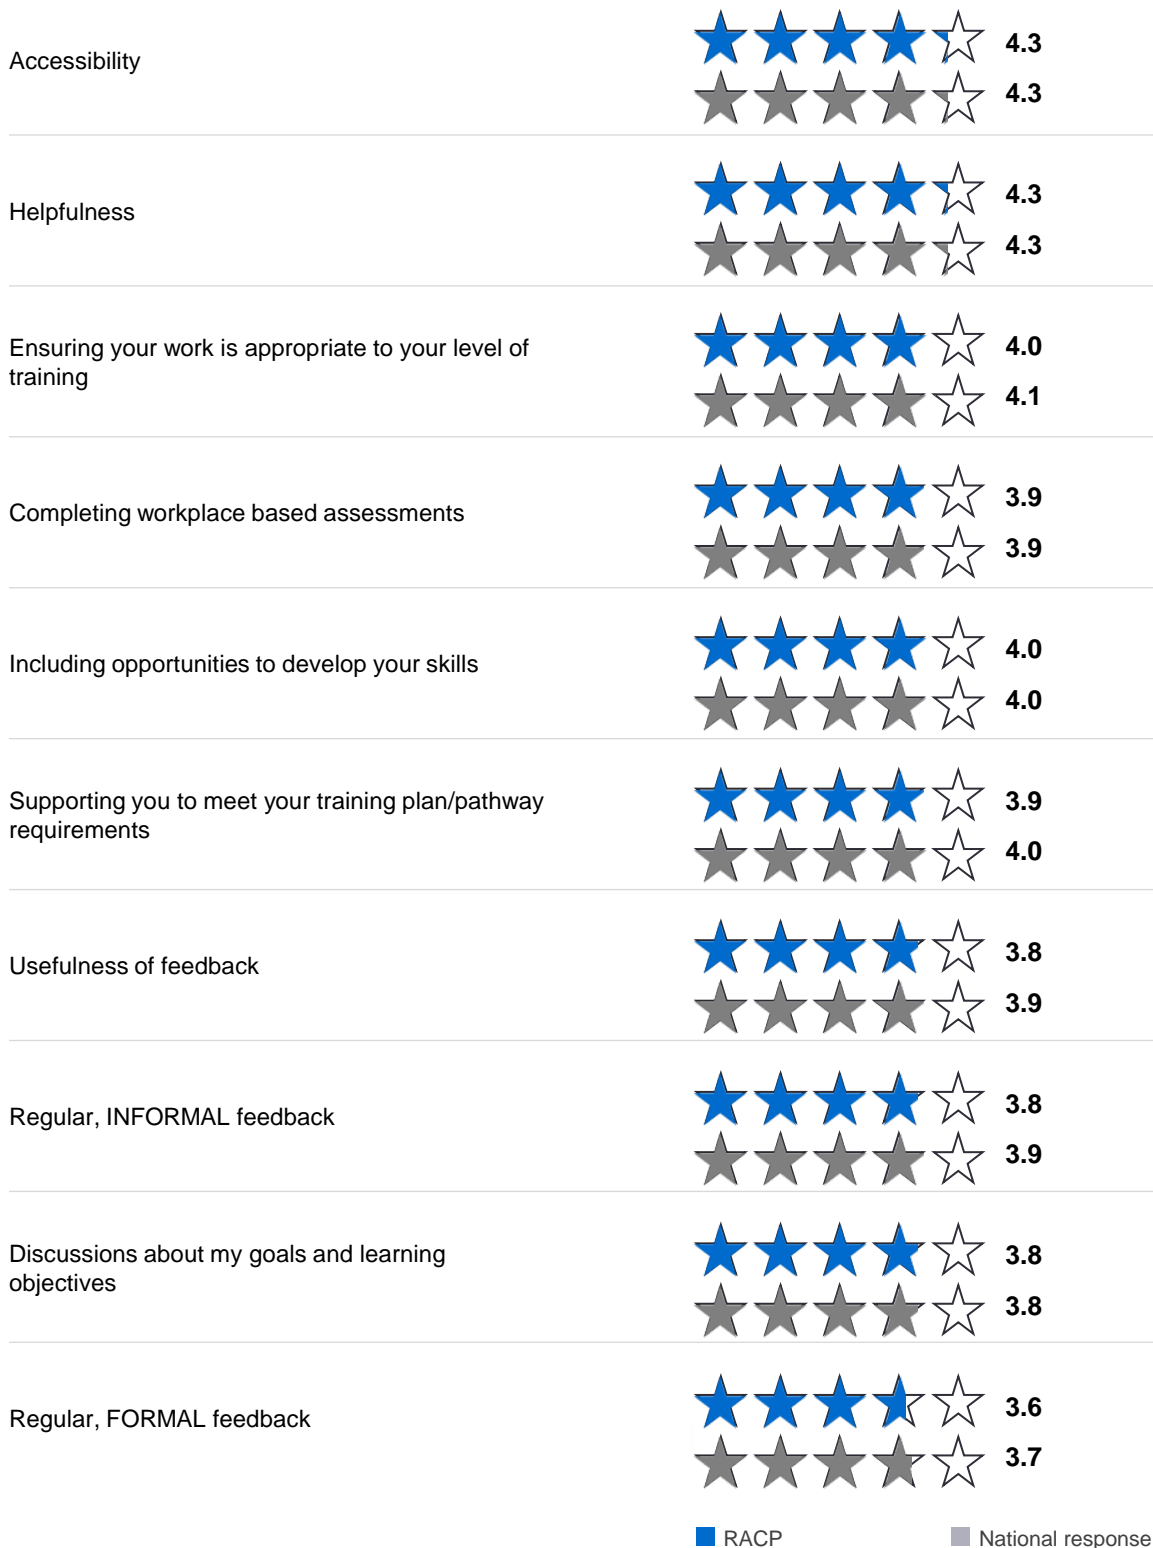 Accessibility
4.3
4.3
Helpfulness
4.3
4.3
Ensuring your work is appropriate to your level of
training
4.0
4.1
Completing workplace based assessments
3.9
3.9
Including opportunities to develop your skills
4.0
4.0
Supporting you to meet your training plan/pathway
requirements
3.9
4.0
Usefulness of feedback
3.8
3.9
Regular, INFORMAL feedback
3.8
3.9
Discussions about my goals and learning
objectives
3.8
3.8
Regular, FORMAL feedback
3.6
3.7
RACP
National response